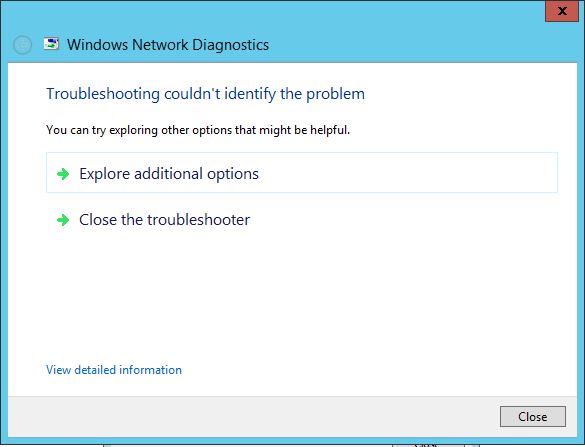 Windows Network Diagnostics
Troubleshooting couldn't identify the problem
You can try exploring other options that might be helpful.
Explore additional options
Close the troubleshooter
View detailed information
Close